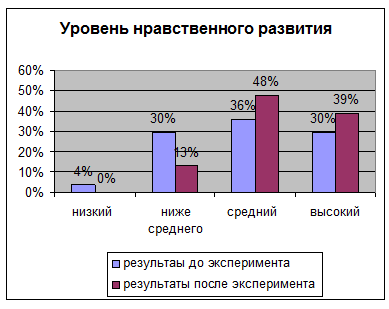 Уровень нравственного развития
60%
50%
40%
30%
20%
10%
0%
4%
0%
30%
13%
36%
48%
30%
39%
низкий
ниже
среднего
средний
высокий
результаы до эксперимента
результаты после эксперимента